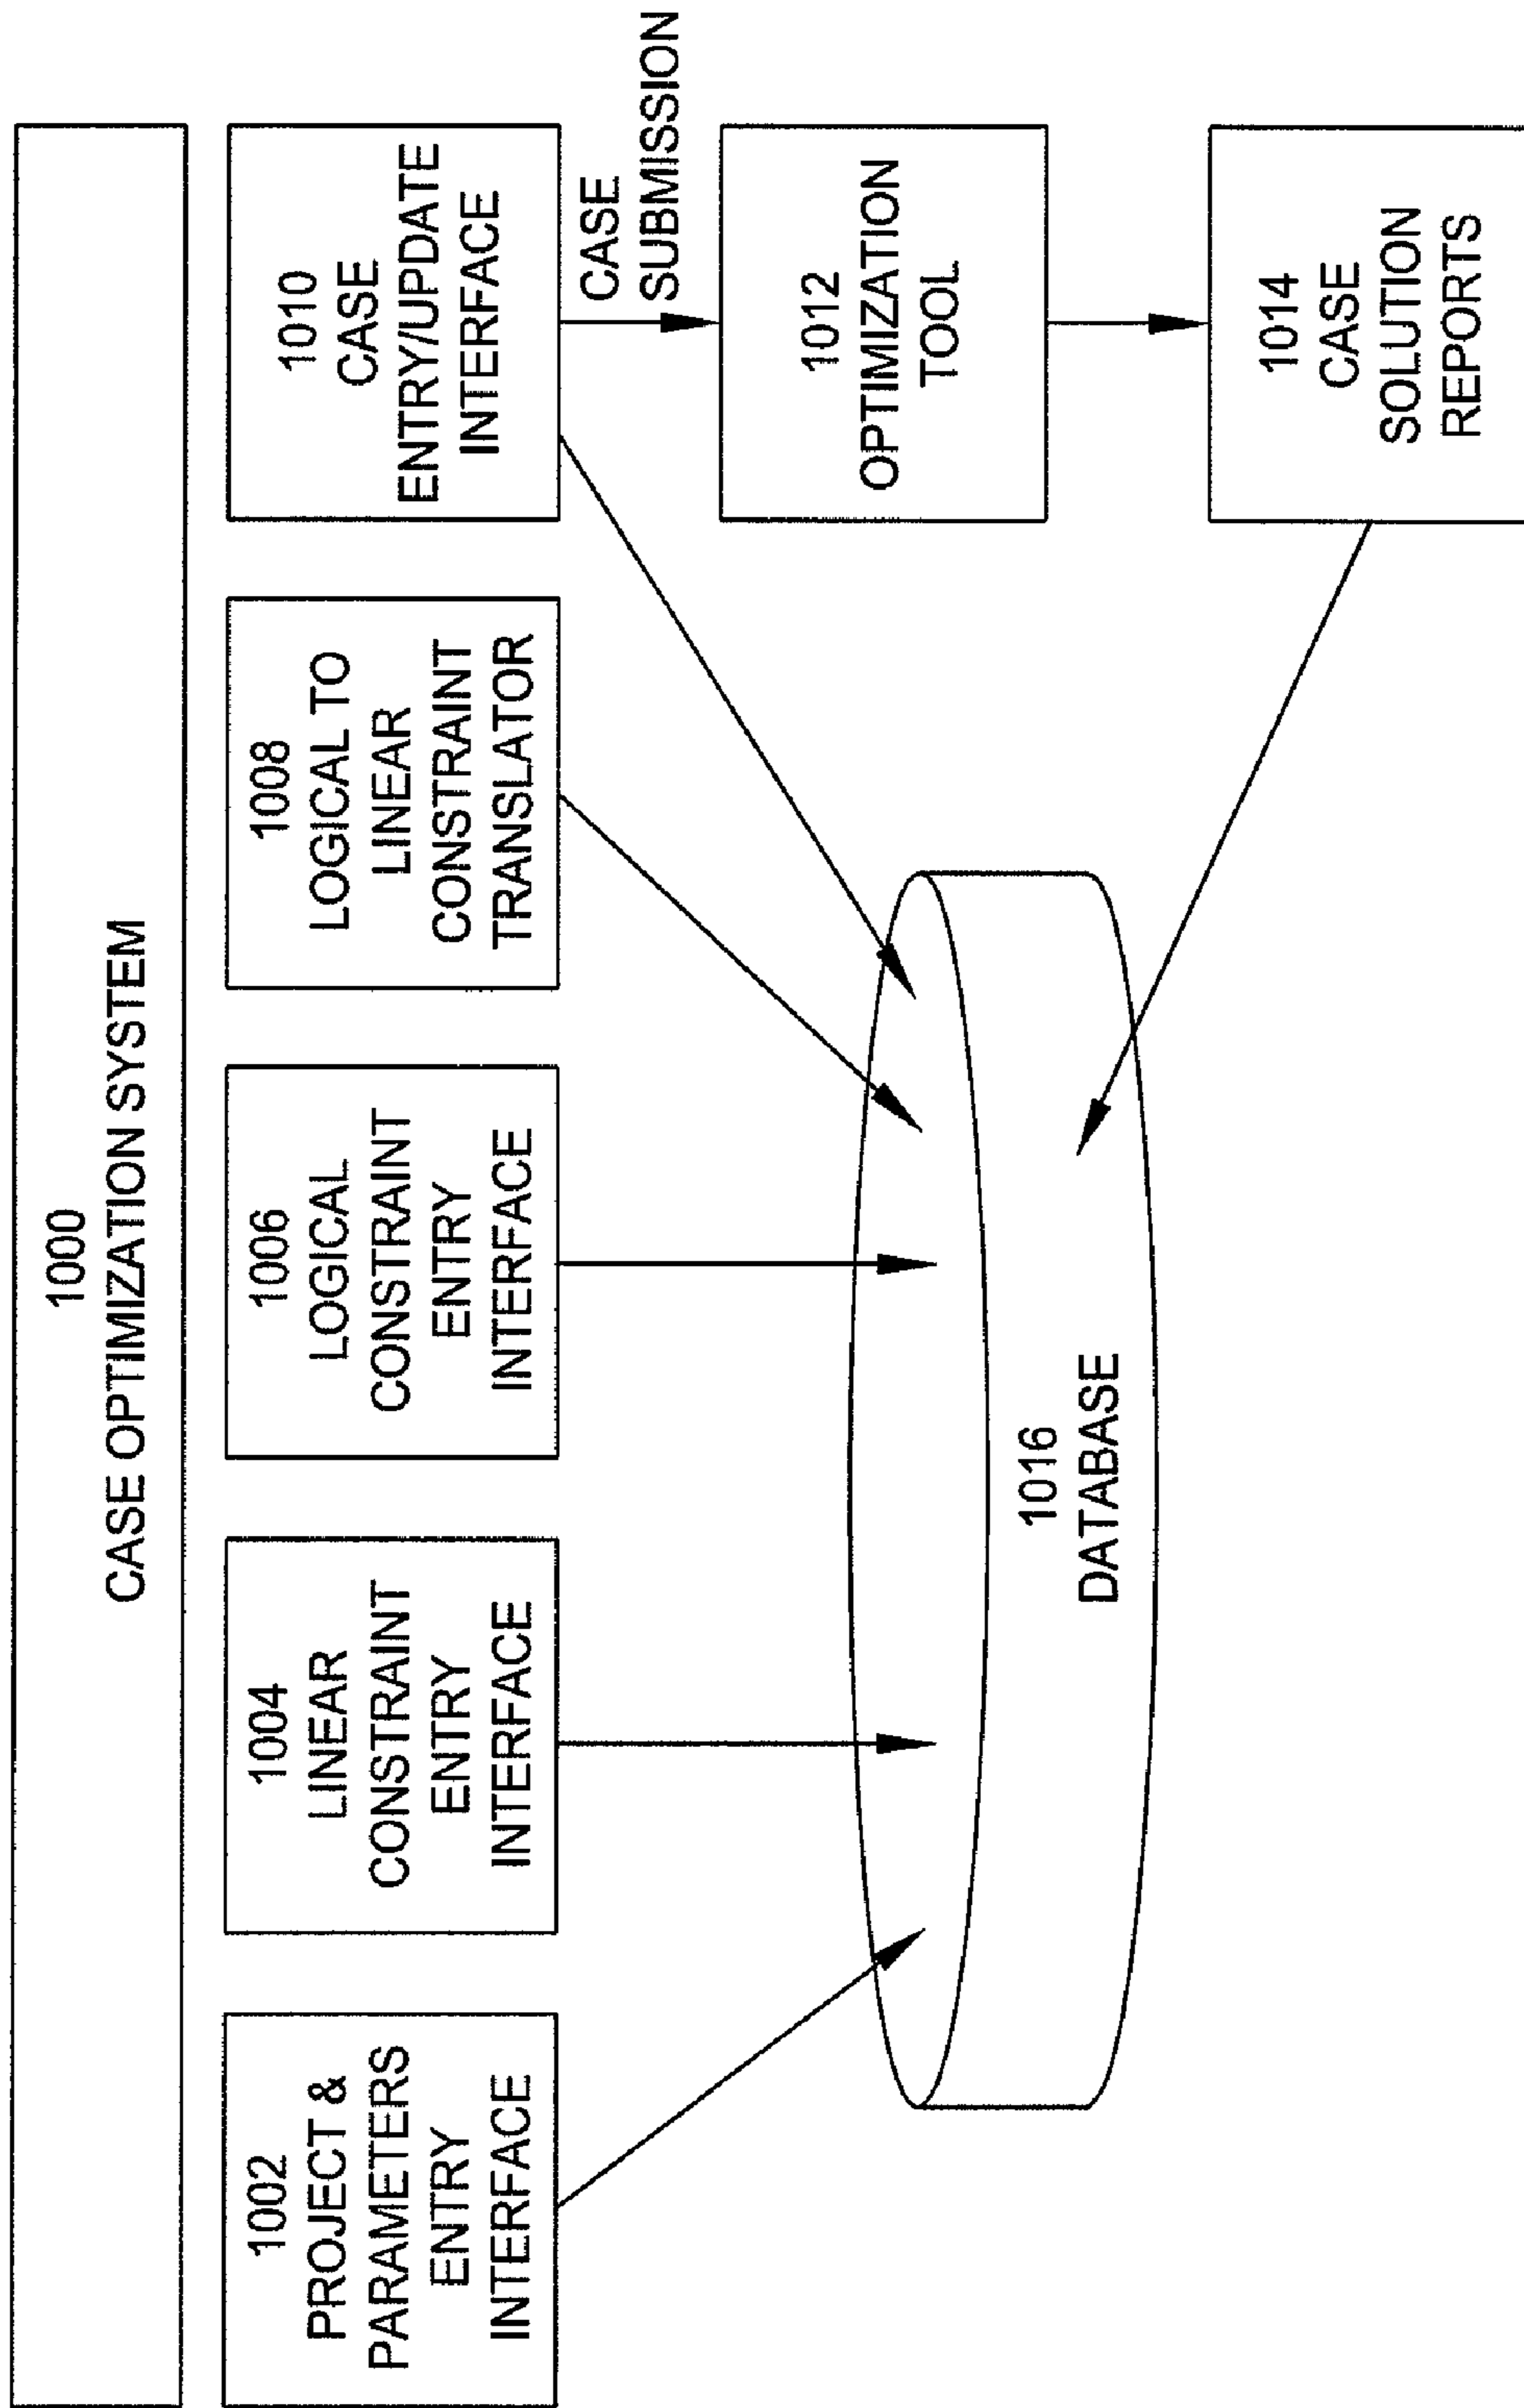 1000
CASE OPTIMIZATION SYSTEM
1002
PROJECT &
PARAMETERS
ENTRY
INTERFACE
1004
LINEAR
CONSTRAINT
ENTRY
INTERFACE
1006
LOGICAL
CONSTRAINT
ENTRY
INTERFACE
1008
LOGICAL TO
LINEAR
CONSTRAINT
TRANSLATOR
1010
CASE
ENTRY/UPDATE
INTERFACE
CASE
SUBMISSION
1012
OPTIMIZATION
TOOL
1014
CASE
SOLUTION
REPORTS
1016
DATABASE